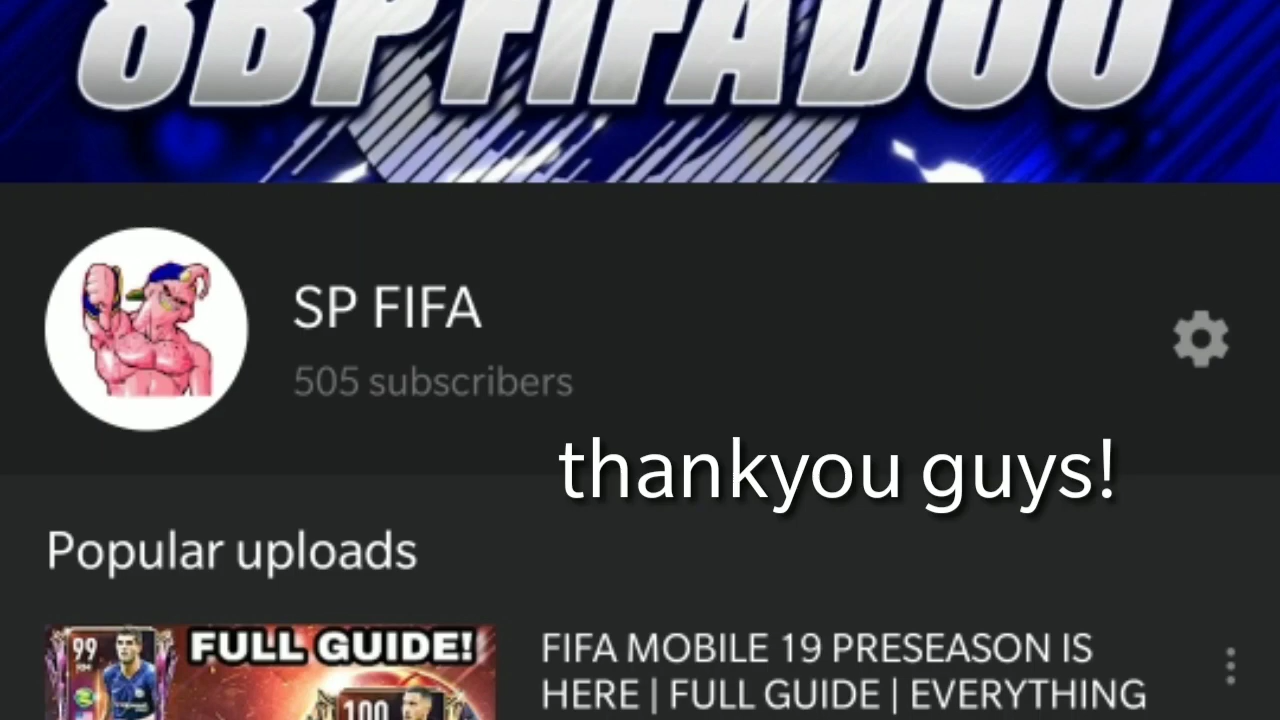 8BPFIFADUU
SP FIFA
505 subscribers
thankyou guys!
Popular uploads
99
FULL GUIDE!
100
FIFA MOBILE 19 PRESEASON IS
HERE | FULL GUIDE | EVERYTHING